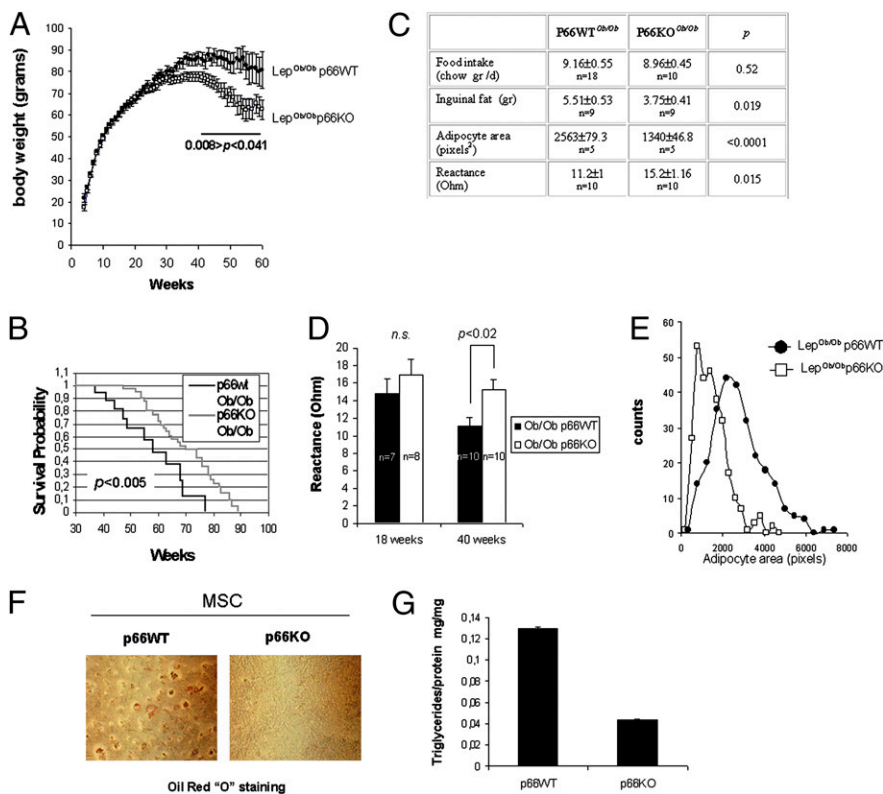 A
body weight (grams)
100
90
80
70
60
50
40
30
20
10
0
0 10 20 30 40 50 60
Weeks
Lep^Ob/Ob p66WT
Lep^Ob/Ob p66KO
0.008>p<0.041
C
P66WT^Ob/Ob P66KO^Ob/Ob p
Food intake (chow gr /d) 9.16±0.55 n=18 8.96±0.45 n=10 0.52
Inguinal fat (gr) 5.51±0.53 n=9 3.75±0.41 n=9 0.019
Adipocyte area (pixels²) 2563±79.3 n=5 1340±46.8 n=5 <0.0001
Reactance (Ohm) 11.2±1 n=10 15.2±1.16 n=10 0.015
B
Survival Probability
1,1
1
0,9
0,8
0,7
0,6
0,5
0,4
0,3
0,2
0,1
0
30 40 50 60 70 80 90 100
Weeks
p66wt
Ob/Ob
p66KO
Ob/Ob
p<0.005
D
Reactance (Ohm)
20
18
16
14
12
10
8
6
4
2
0
n.s.
p<0.02
n=7 n=8 n=10 n=10
18 weeks 40 weeks
Ob/Ob p66WT
Ob/Ob p66KO
E
counts
60
50
40
30
20
10
0
0 2000 4000 6000 8000
Adipocyte area (pixels)
Lep^Ob/Ob p66WT
Lep^Ob/Ob p66KO
F
MSC
p66WT p66KO
Oil Red "O" staining
G
Triglycerides/protein mg/mg
0,14
0,12
0,1
0,08
0,06
0,04
0,02
0
p66WT p66KO